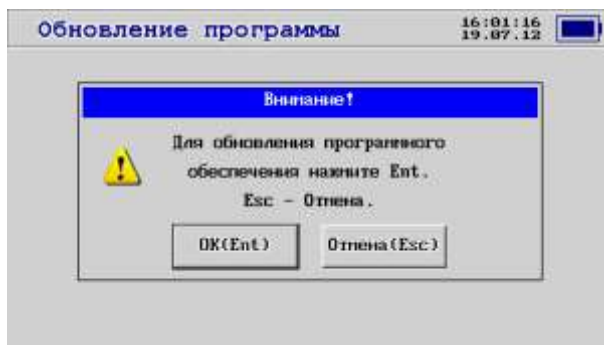 Обновление программы
16:01:16
19.07.12
Внимание!
Для обновления программного
обеспечения нажмите Ent.
Esc - Отмена.
OK(Ent)
Отмена(Esc)